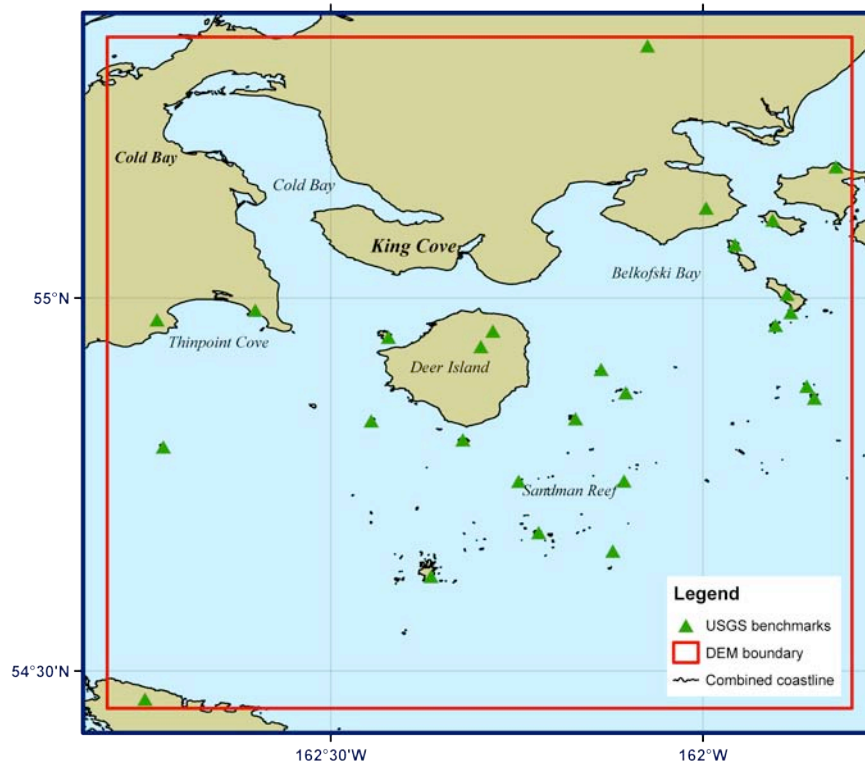 Cold Bay
Cold Bay
King Cove
Belkofski Bay
55°N
Thinpoint Cove
Deer Island
Sandman Reef
Legend
USGS benchmarks
DEM boundary
Combined coastline
54°30'N
162°30'W
162°W